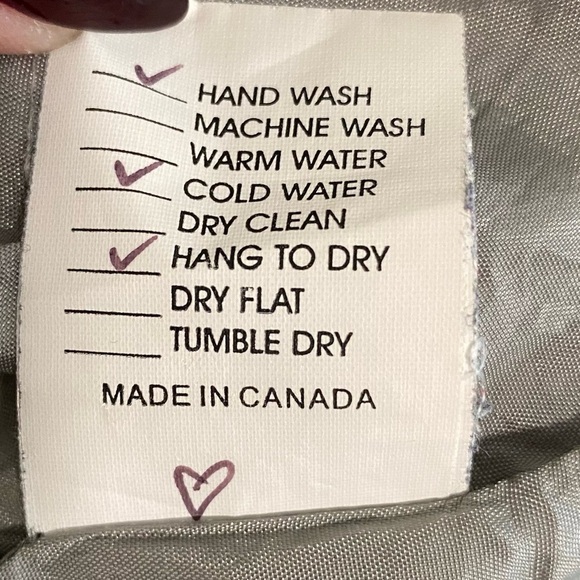 ✓ HAND WASH
MACHINE WASH
WARM WATER
✓ COLD WATER
DRY CLEAN
✓ HANG TO DRY
DRY FLAT
TUMBLE DRY
MADE IN CANADA
♡